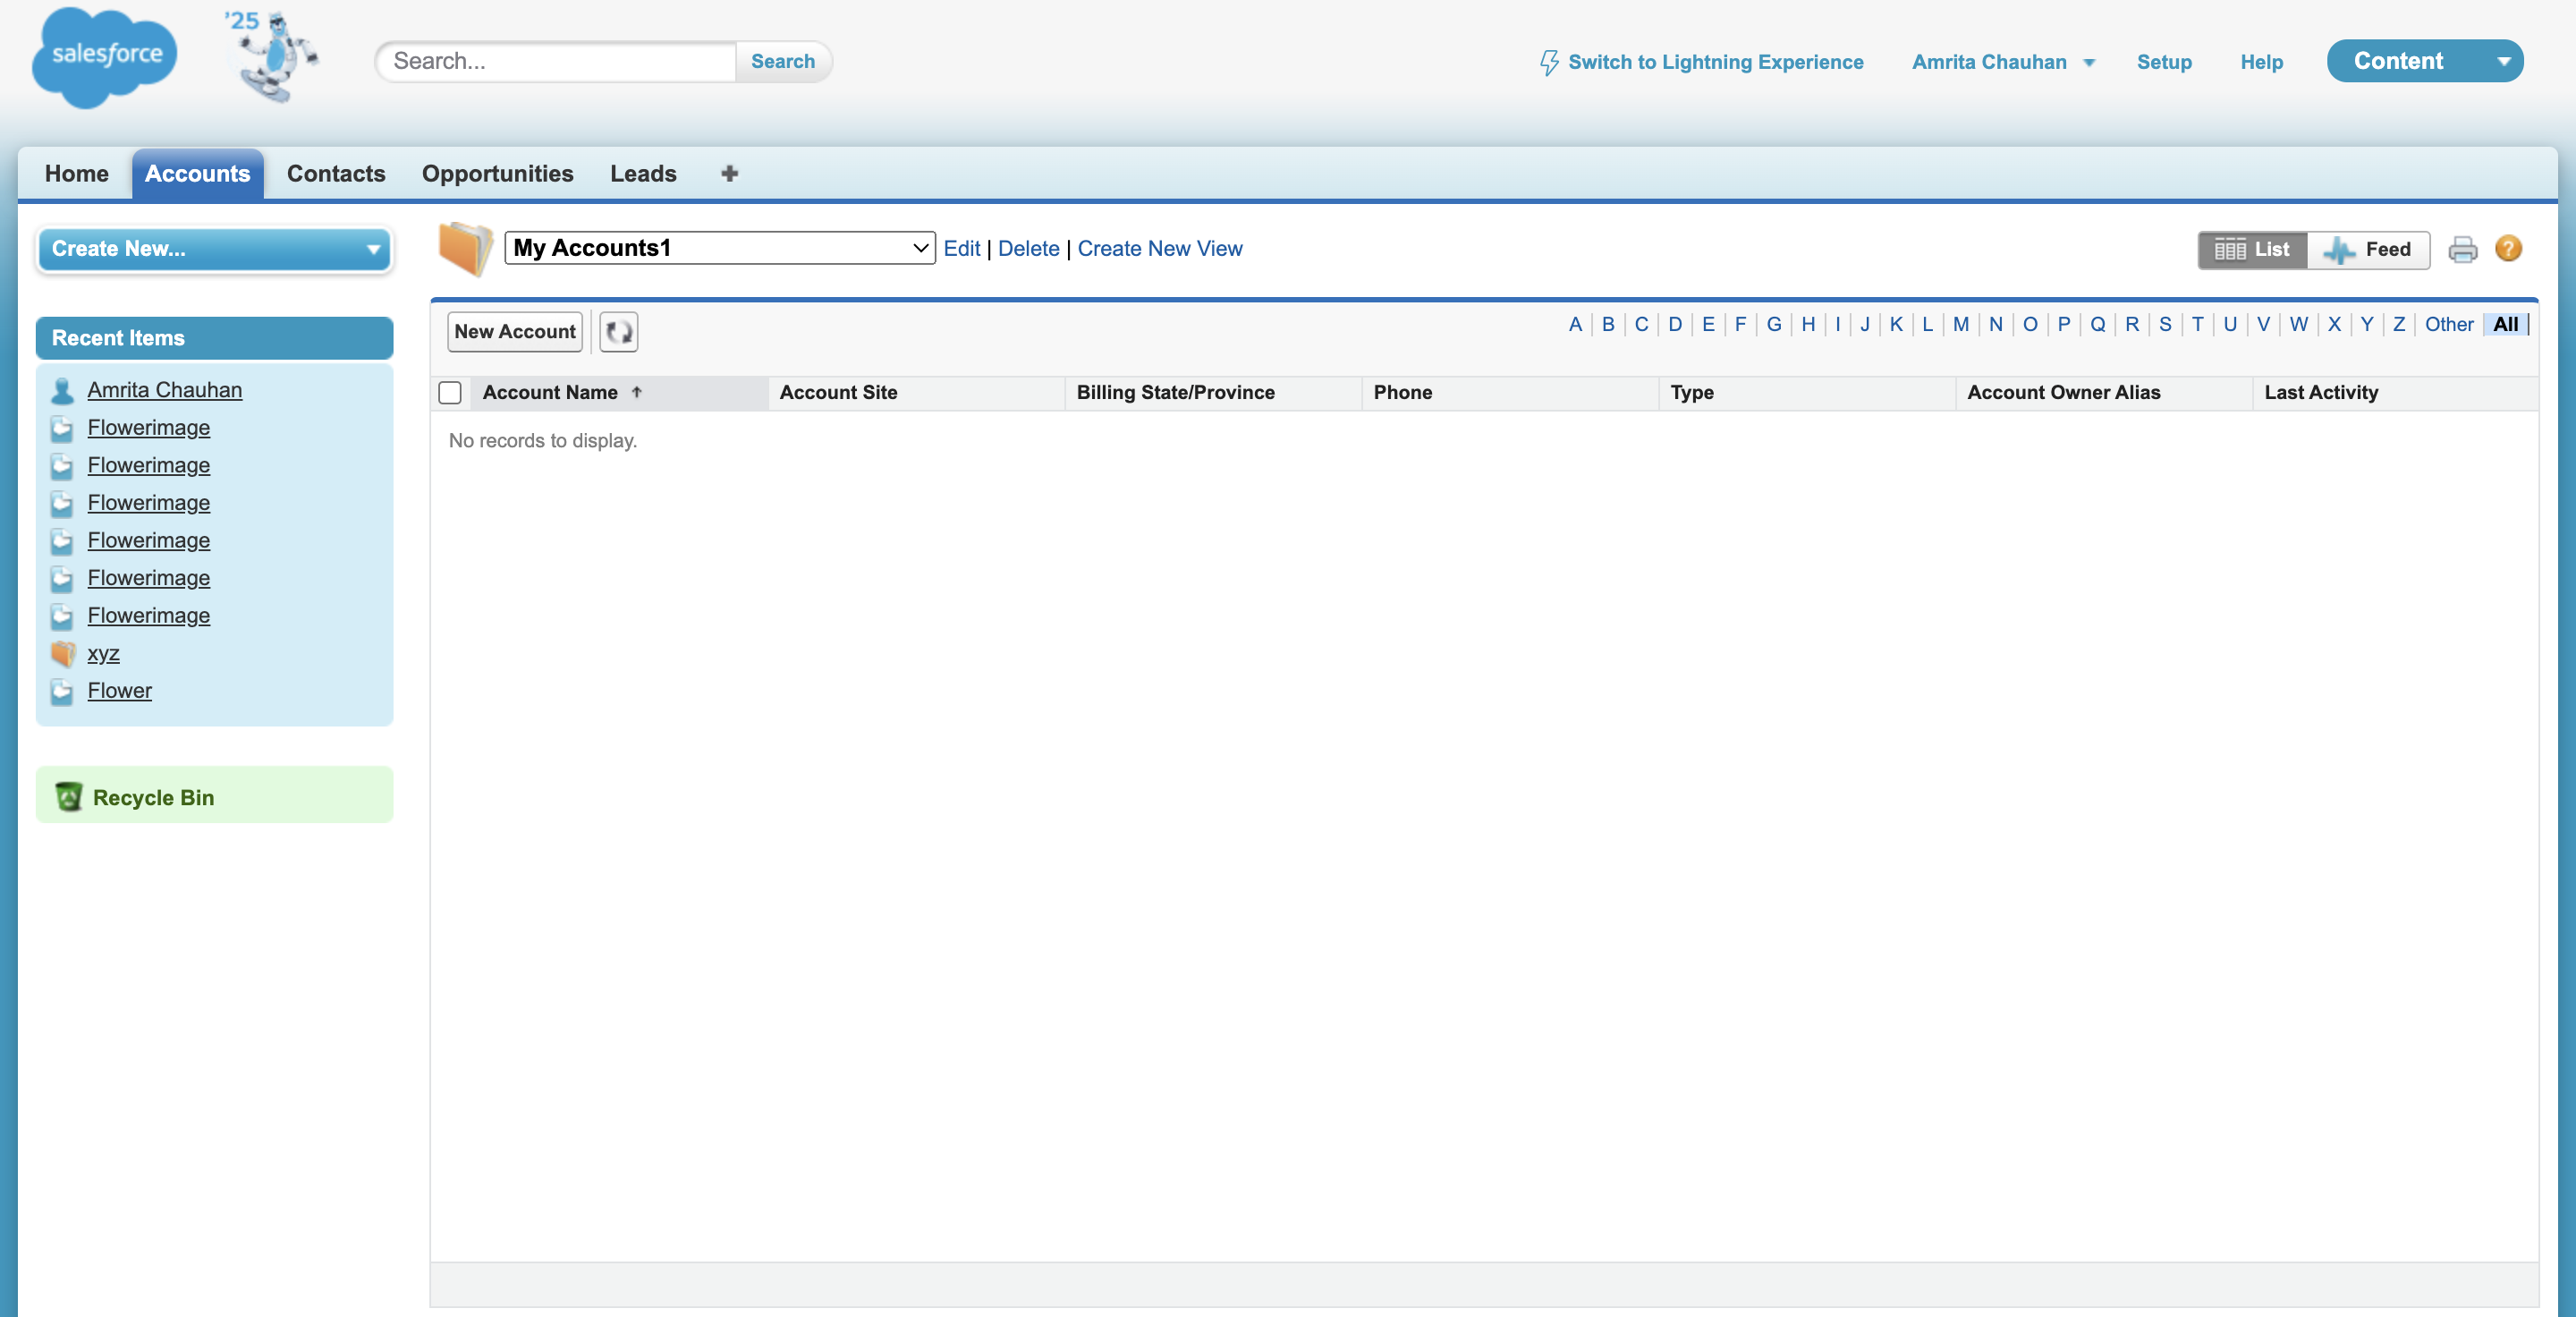 salesforce
'25
Search...
Search
Switch to Lightning Experience
Amrita Chauhan
Setup
Help
Content
Home
Accounts
Contacts
Opportunities
Leads
Create New...
My Accounts1
Edit | Delete | Create New View
List
Feed
?
Recent Items
Amrita Chauhan
Flowerimage
Flowerimage
Flowerimage
Flowerimage
Flowerimage
Flowerimage
xyz
Flower
Recycle Bin
New Account
A | B | C | D | E | F | G | H | I | J | K | L | M | N | O | P | Q | R | S | T | U | V | W | X | Y | Z | Other | All |
Account Name
Account Site
Billing State/Province
Phone
Type
Account Owner Alias
Last Activity
No records to display.